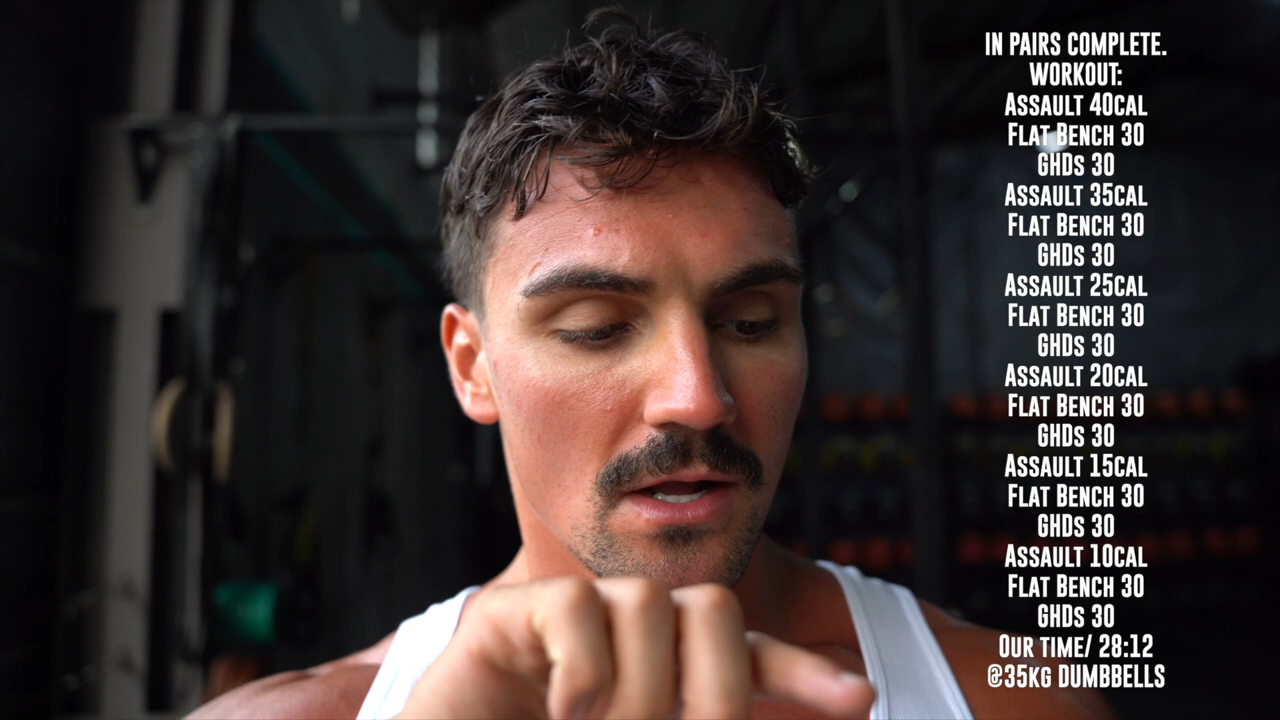 IN PAIRS COMPLETE.
WORKOUT:
ASSAULT 40CAL
FLAT BENCH 30
GHDS 30
ASSAULT 35CAL
FLAT BENCH 30
GHDS 30
ASSAULT 25CAL
FLAT BENCH 30
GHDS 30
ASSAULT 20CAL
FLAT BENCH 30
GHDS 30
ASSAULT 15CAL
FLAT BENCH 30
GHDS 30
ASSAULT 10CAL
FLAT BENCH 30
GHDS 30
OUR TIME/ 28:12
@35KG DUMBBELLS